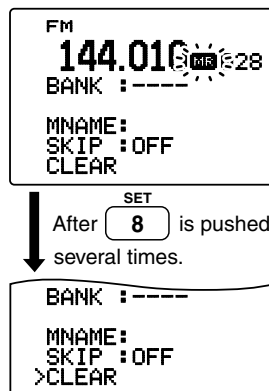 FM
144.010 MR 28
BANK :----
MNAME:
SKIP :OFF
CLEAR
SET
After 8 is pushed
several times.
BANK :----
MNAME:
SKIP :OFF
>CLEAR